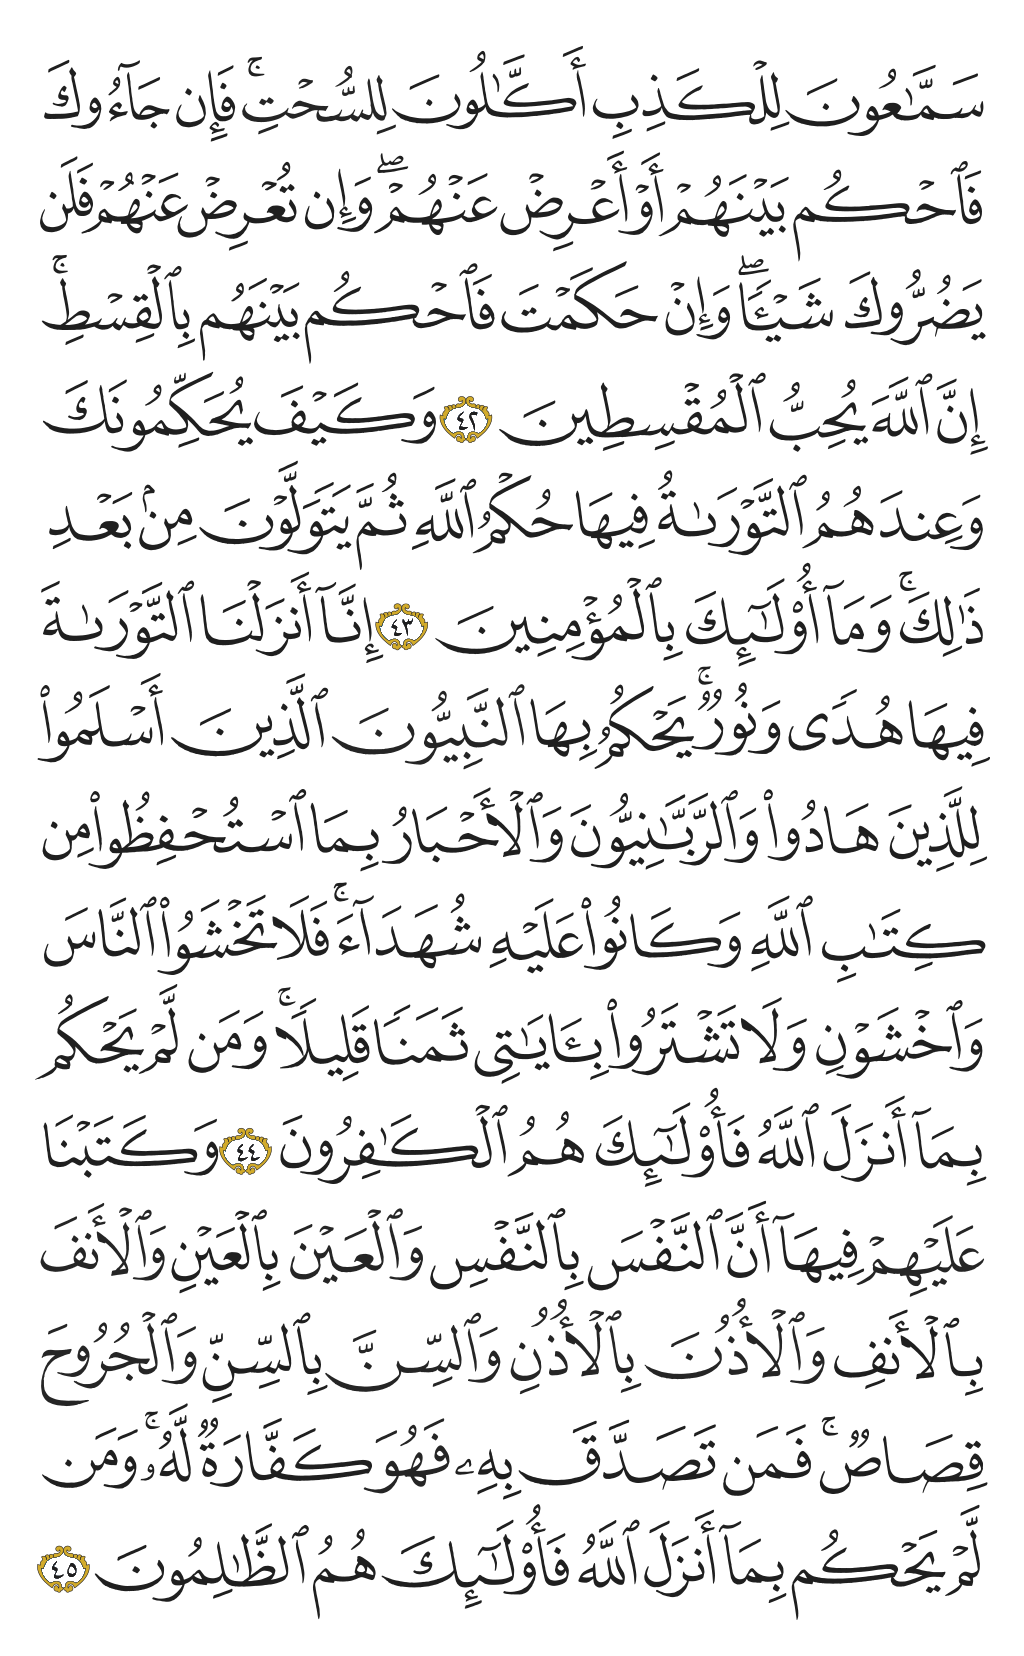 سَمَّٰعُونَ لِلۡكَذِبِ أَكَّٰلُونَ لِلسُّحۡتِۚ فَإِن جَآءُوكَ
فَٱحۡكُم بَيۡنَهُمۡ أَوۡ أَعۡرِضۡ عَنۡهُمۡۖ وَإِن تُعۡرِضۡ عَنۡهُمۡ فَلَن
يَضُرُّوكَ شَيۡـٔٗاۖ وَإِنۡ حَكَمۡتَ فَٱحۡكُم بَيۡنَهُم بِٱلۡقِسۡطِۚ
إِنَّ ٱللَّهَ يُحِبُّ ٱلۡمُقۡسِطِينَ ٤٢ وَكَيۡفَ يُحَكِّمُونَكَ
وَعِندَهُمُ ٱلتَّوۡرَىٰةُ فِيهَا حُكۡمُ ٱللَّهِ ثُمَّ يَتَوَلَّوۡنَ مِنۢ بَعۡدِ
ذَٰلِكَۚ وَمَآ أُوْلَٰٓئِكَ بِٱلۡمُؤۡمِنِينَ ٤٣ إِنَّآ أَنزَلۡنَا ٱلتَّوۡرَىٰةَ
فِيهَا هُدٗى وَنُورٞۚ يَحۡكُمُ بِهَا ٱلنَّبِيُّونَ ٱلَّذِينَ أَسۡلَمُواْ
لِلَّذِينَ هَادُواْ وَٱلرَّبَّٰنِيُّونَ وَٱلۡأَحۡبَارُ بِمَا ٱسۡتُحۡفِظُواْ مِن
كِتَٰبِ ٱللَّهِ وَكَانُواْ عَلَيۡهِ شُهَدَآءَۚ فَلَا تَخۡشَوُاْ ٱلنَّاسَ
وَٱخۡشَوۡنِ وَلَا تَشۡتَرُواْ بِـَٔايَٰتِي ثَمَنٗا قَلِيلٗاۚ وَمَن لَّمۡ يَحۡكُم
بِمَآ أَنزَلَ ٱللَّهُ فَأُوْلَٰٓئِكَ هُمُ ٱلۡكَٰفِرُونَ ٤٤ وَكَتَبۡنَا
عَلَيۡهِمۡ فِيهَآ أَنَّ ٱلنَّفۡسَ بِٱلنَّفۡسِ وَٱلۡعَيۡنَ بِٱلۡعَيۡنِ وَٱلۡأَنفَ
بِٱلۡأَنفِ وَٱلۡأُذُنَ بِٱلۡأُذُنِ وَٱلسِّنَّ بِٱلسِّنِّ وَٱلۡجُرُوحَ
قِصَاصٞۚ فَمَن تَصَدَّقَ بِهِۦ فَهُوَ كَفَّارَةٞ لَّهُۥۚ وَمَن
لَّمۡ يَحۡكُم بِمَآ أَنزَلَ ٱللَّهُ فَأُوْلَٰٓئِكَ هُمُ ٱلظَّٰلِمُونَ ٤٥